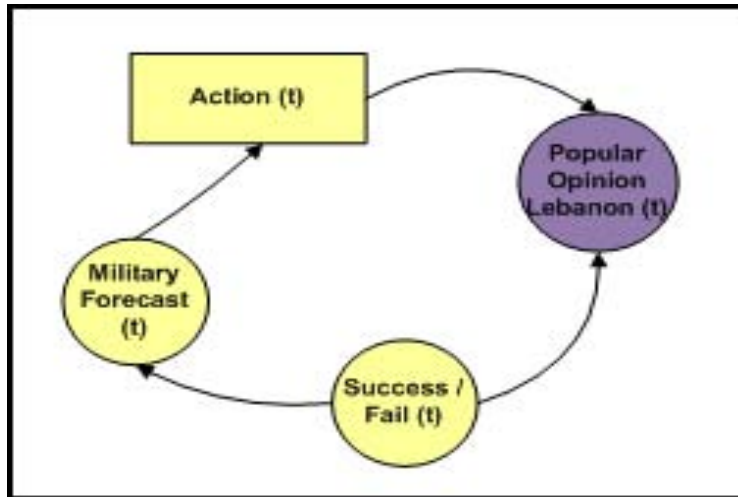 Action (t)
Popular
Opinion
Lebanon (t)
Military
Forecast
(t)
Success /
Fail (t)